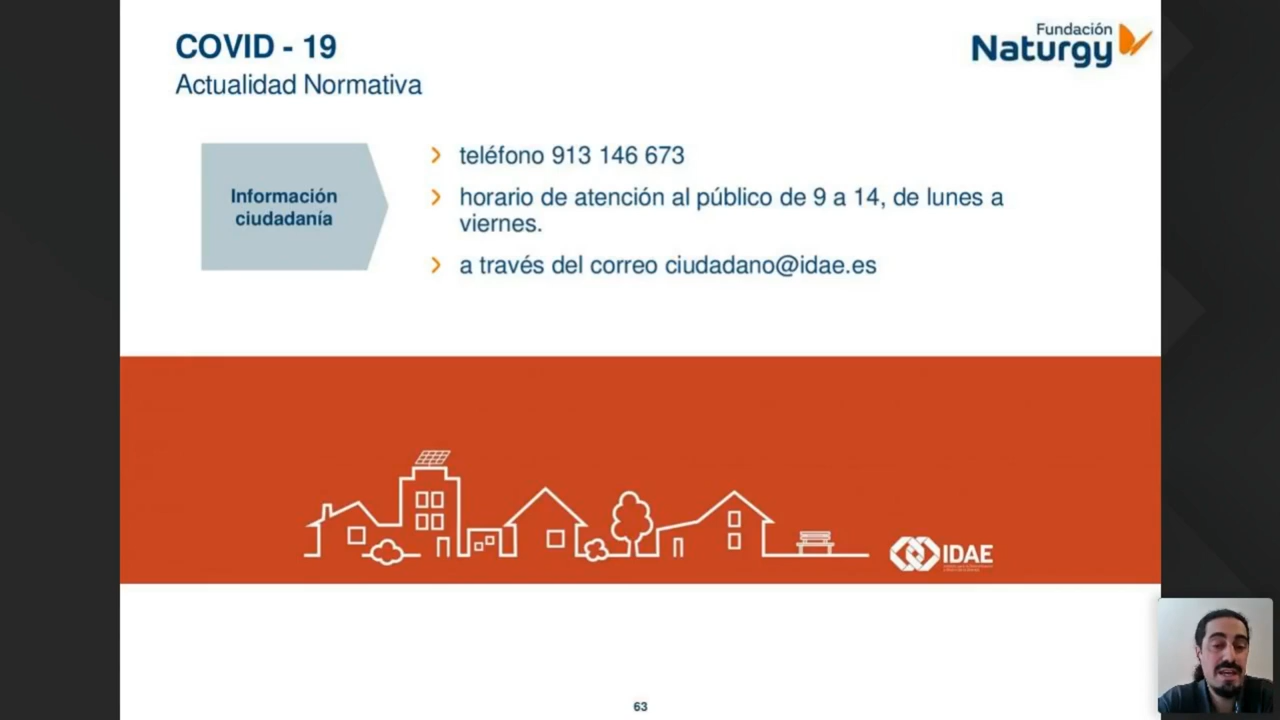 COVID - 19
Actualidad Normativa
Fundación
Naturgy
Información
ciudadanía
teléfono 913 146 673
horario de atención al público de 9 a 14, de lunes a
viernes.
a través del correo ciudadano@idae.es
IDAE
63